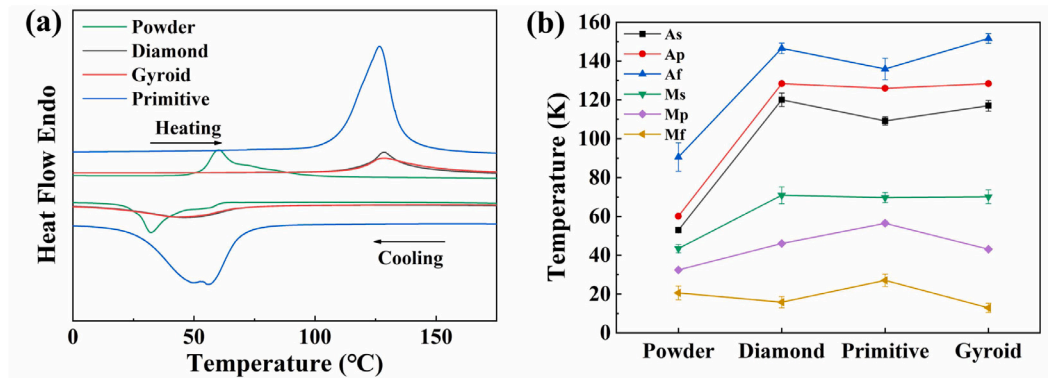 (a)
Powder
Diamond
Gyroid
Primitive
Heating
Cooling
Heat Flow Endo
0 50 100 150
Temperature (°C)
(b)
As
Ap
Af
Ms
Mp
Mf
Temperature (K)
160
140
120
100
80
60
40
20
0
Powder Diamond Primitive Gyroid